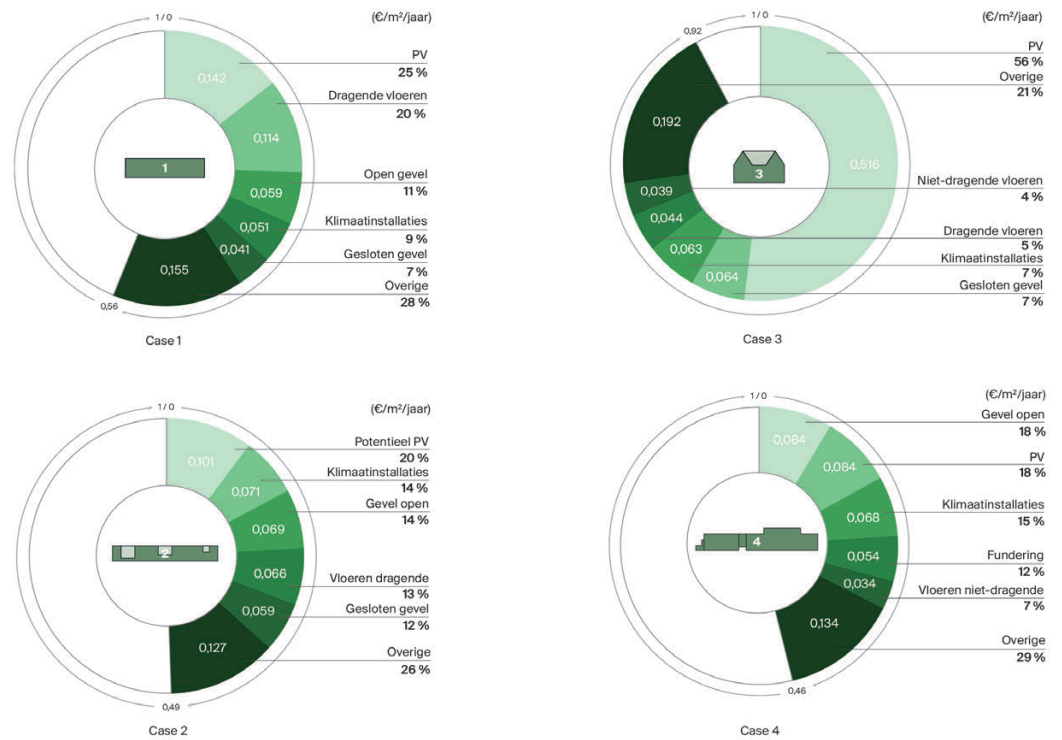 1 / 0
(€/m²/jaar)
PV
25 %
Dragende vloeren
20 %
Open gevel
11 %
Klimaatinstallaties
9 %
Gesloten gevel
7 %
Overige
28 %
0,142
0,114
0,059
0,051
0,041
0,155
0,56
1
Case 1
1 / 0
0,92
(€/m²/jaar)
PV
56 %
Overige
21 %
Niet-dragende vloeren
4 %
Dragende vloeren
5 %
Klimaatinstallaties
7 %
Gesloten gevel
7 %
0,516
0,192
0,039
0,044
0,063
0,064
3
Case 3
1 / 0
(€/m²/jaar)
Potentieel PV
20 %
Klimaatinstallaties
14 %
Gevel open
14 %
Vloeren dragende
13 %
Gesloten gevel
12 %
Overige
26 %
0,101
0,071
0,069
0,066
0,059
0,127
0,49
2
Case 2
1 / 0
(€/m²/jaar)
Gevel open
18 %
PV
18 %
Klimaatinstallaties
15 %
Fundering
12 %
Vloeren niet-dragende
7 %
Overige
29 %
0,084
0,084
0,068
0,054
0,034
0,134
0,46
4
Case 4